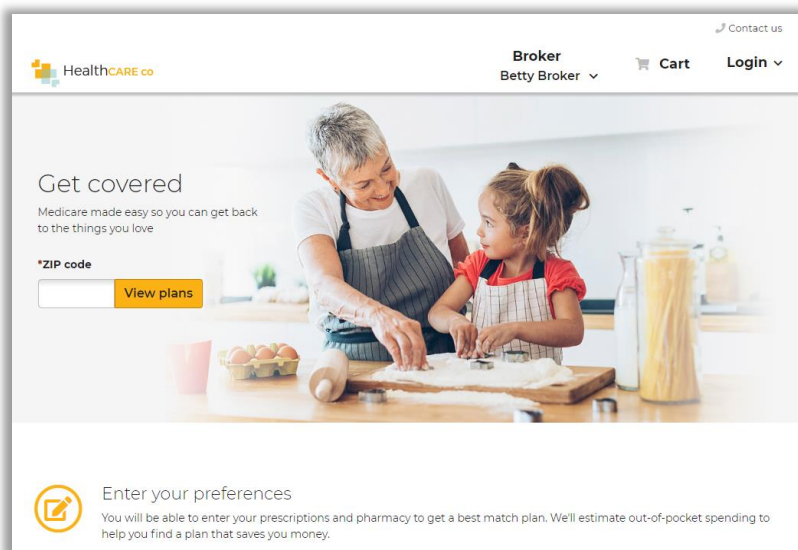 Contact us
HealthCARE co
Broker
Betty Broker
Cart
Login
Get covered
Medicare made easy so you can get back
to the things you love
*ZIP code
View plans
Enter your preferences
You will be able to enter your prescriptions and pharmacy to get a best match plan. We'll estimate out-of-pocket spending to
help you find a plan that saves you money.